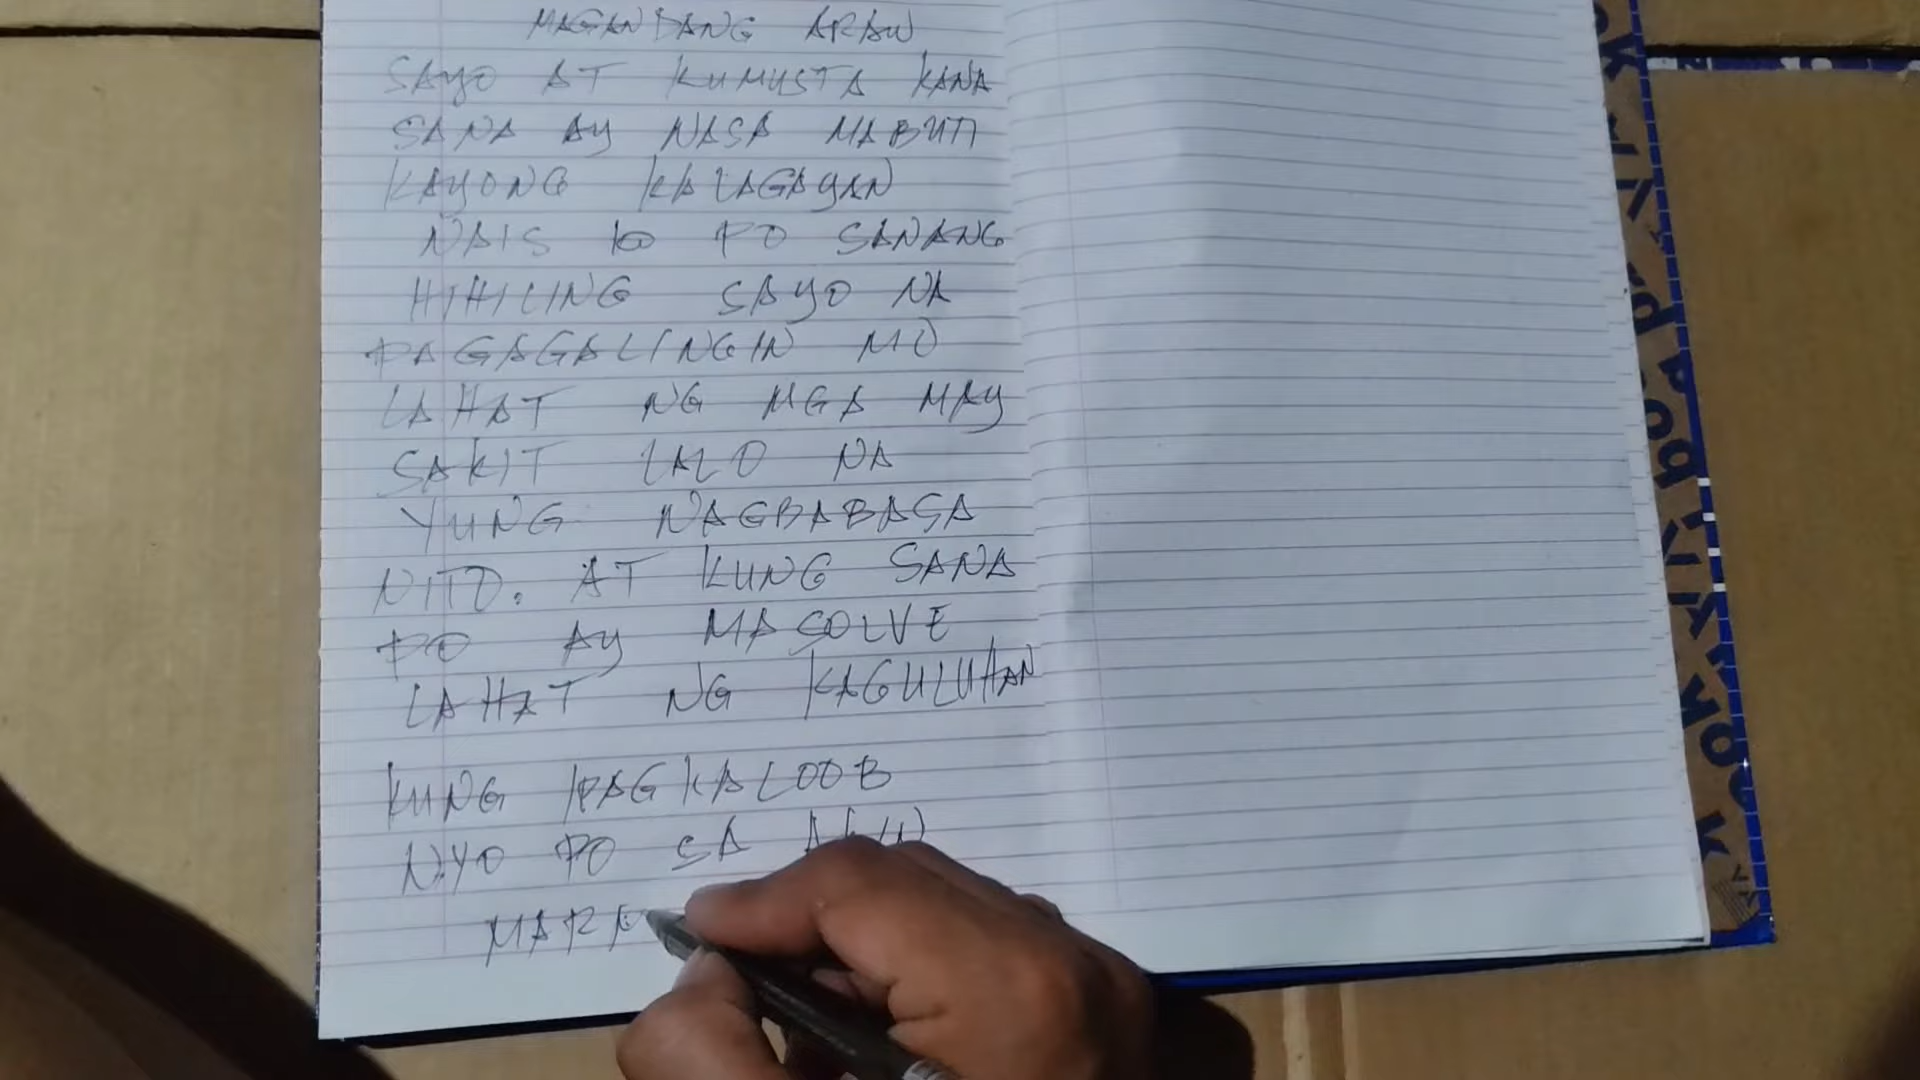 MAGANDANG ARAW
SAYO AT KUMUSTA KANA
SANA AY NASA MABUTI
KAYONG KALAGAYAN
NAIS KO PO SANANG
HIHILING SAYO NA
PAGAGALINGIN MO
LAHAT NG MGA MAY
SAKIT LALO NA
YUNG NAGBABASA
NITO. AT KUNG SANA
PO AY MASOLVE
LAHAT NG KAGULUHAN
KUNG IPAGKALOOB
NYO PO SA